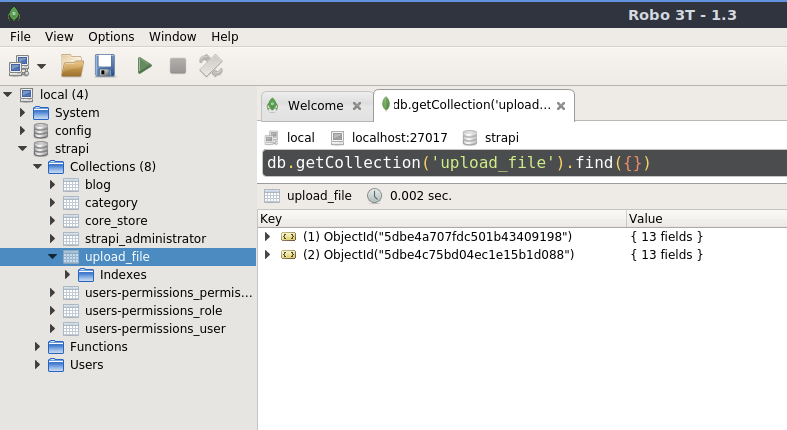 Robo 3T - 1.3
File View Options Window Help
local (4)
System
config
strapi
Collections (8)
blog
category
core_store
strapi_administrator
upload_file
Indexes
users-permissions_permis...
users-permissions_role
users-permissions_user
Functions
Users
Welcome
db.getCollection('upload...
local localhost:27017 strapi
db.getCollection('upload_file').find({})
upload_file 0.002 sec.
Key Value
(1) ObjectId("5dbe4a707fdc501b43409198") { 13 fields }
(2) ObjectId("5dbe4c75bd04ec1e15b1d088") { 13 fields }